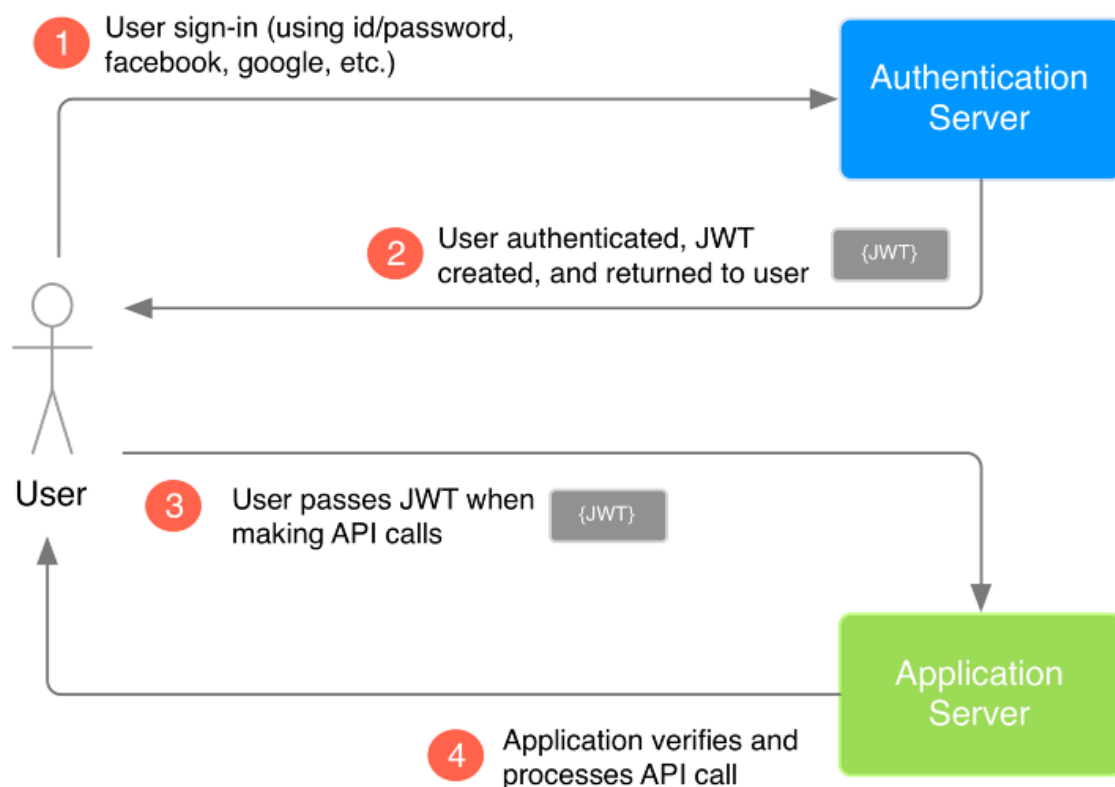 1
User sign-in (using id/password,
facebook, google, etc.)
Authentication
Server
2
User authenticated, JWT
created, and returned to user
{JWT}
User
3
User passes JWT when
making API calls
{JWT}
Application
Server
4
Application verifies and
processes API call